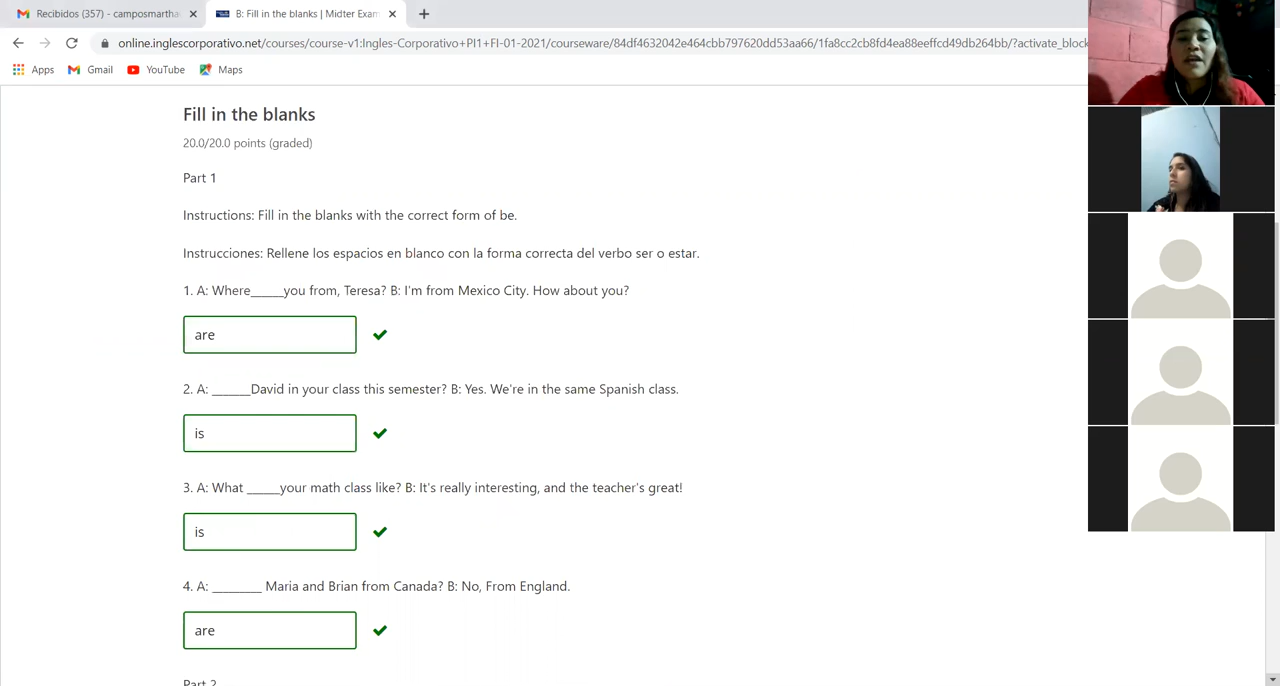 Recibidos (357) - camposmartha
B: Fill in the blanks | Midter Exam
online.inglescorporativo.net/courses/course-v1:Ingles-Corporativo+PI1+FI-01-2021/courseware/84df4632042e464cbb797620dd53aa66/1fa8cc2cb8fd4ea88eeffcd49db264bb/?activate_block
Apps Gmail YouTube Maps
Fill in the blanks
20.0/20.0 points (graded)
Part 1
Instructions: Fill in the blanks with the correct form of be.
Instrucciones: Rellene los espacios en blanco con la forma correcta del verbo ser o estar.
1. A: Where_____you from, Teresa? B: I'm from Mexico City. How about you?
are
2. A: ______David in your class this semester? B: Yes. We're in the same Spanish class.
is
3. A: What _____your math class like? B: It's really interesting, and the teacher's great!
is
4. A: ________ Maria and Brian from Canada? B: No, From England.
are
Part 2